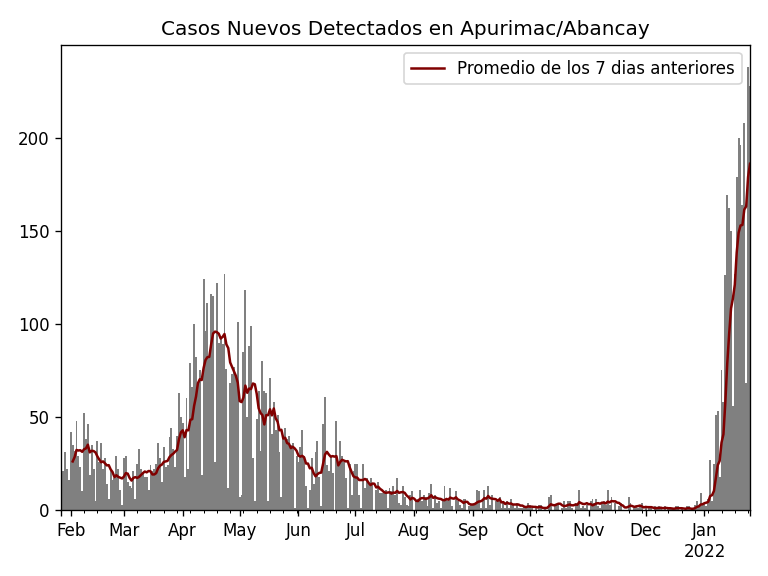 Casos Nuevos Detectados en Apurimac/Abancay
Promedio de los 7 dias anteriores
200
150
100
50
0
Feb Mar Apr May Jun Jul Aug Sep Oct Nov Dec Jan
2022